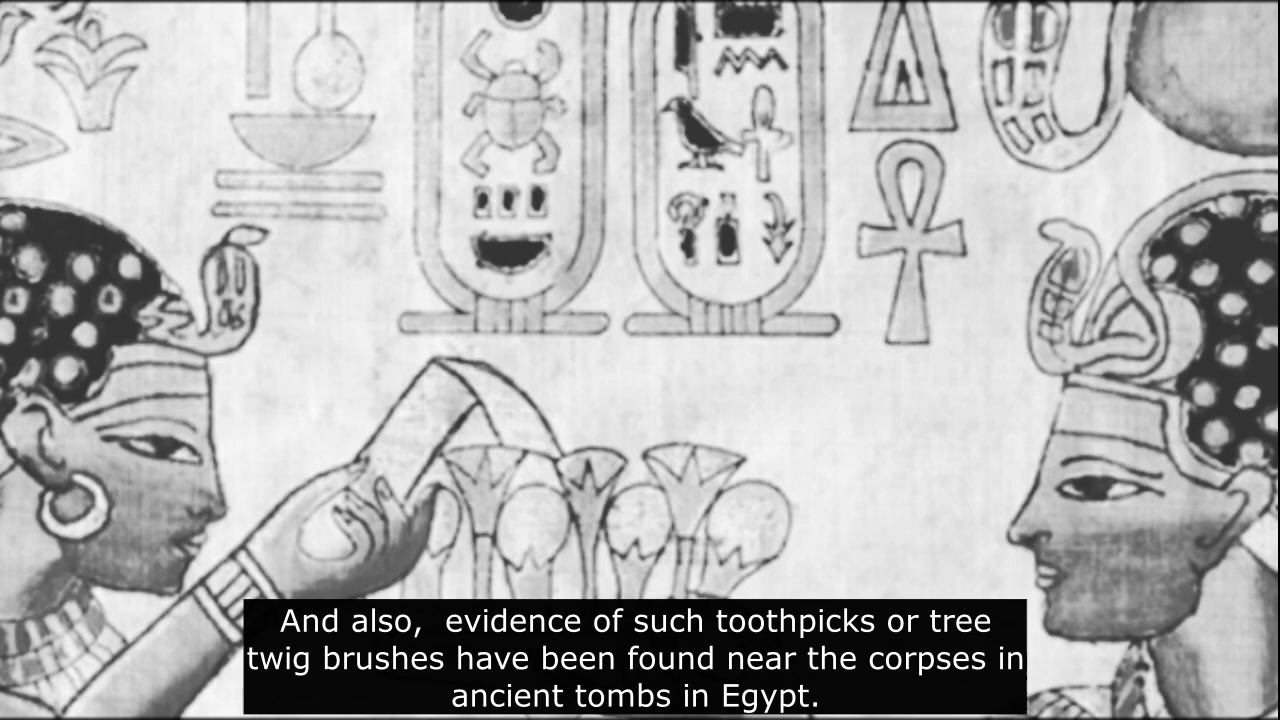 And also,  evidence of such toothpicks or tree
twig brushes have been found near the corpses in
ancient tombs in Egypt.